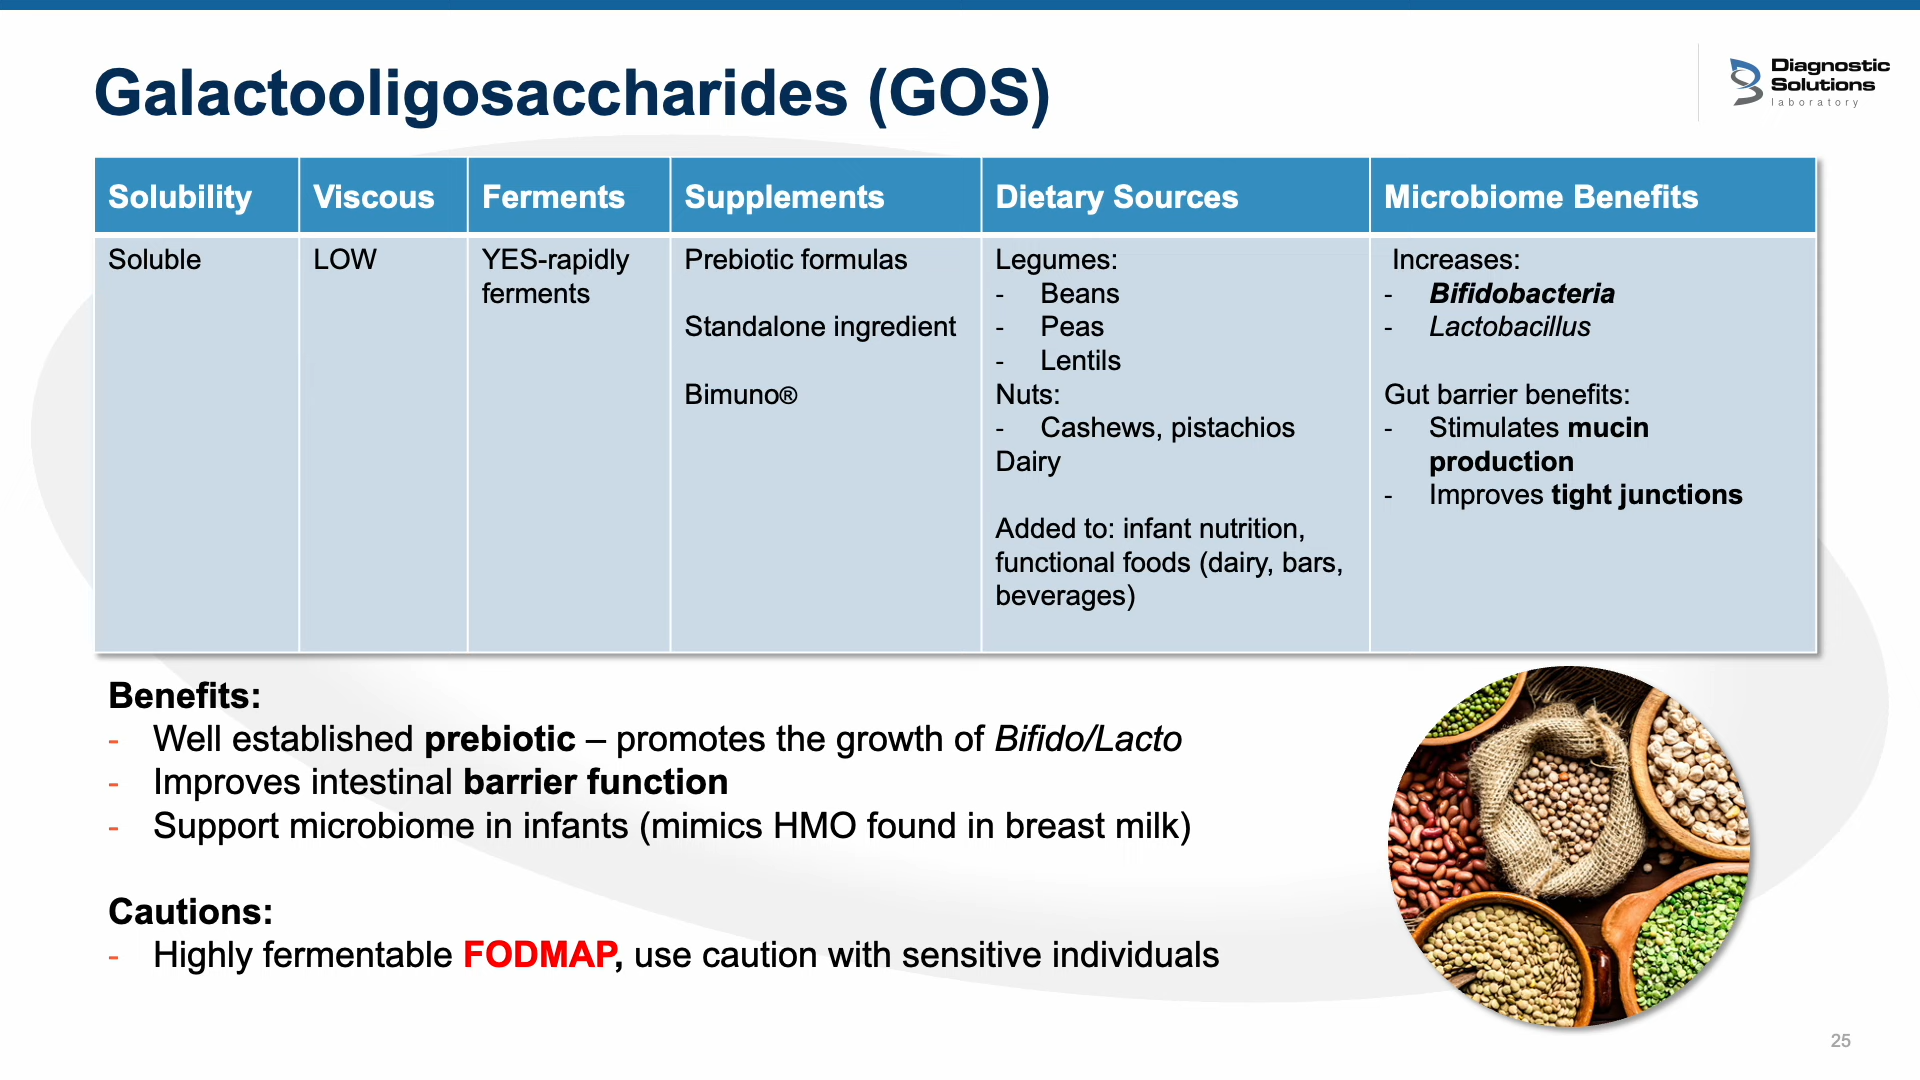 Galactooligosaccharides (GOS)
Diagnostic
Solutions
laboratory
Solubility
Viscous
Ferments
Supplements
Dietary Sources
Microbiome Benefits
Soluble
LOW
YES-rapidly
ferments
Prebiotic formulas
Standalone ingredient
Bimuno®
Legumes:
- Beans
- Peas
- Lentils
Nuts:
- Cashews, pistachios
Dairy
Added to: infant nutrition,
functional foods (dairy, bars,
beverages)
Increases:
- Bifidobacteria
- Lactobacillus
Gut barrier benefits:
- Stimulates mucin
production
- Improves tight junctions
Benefits:
- Well established prebiotic – promotes the growth of Bifido/Lacto
- Improves intestinal barrier function
- Support microbiome in infants (mimics HMO found in breast milk)
Cautions:
- Highly fermentable FODMAP, use caution with sensitive individuals
25